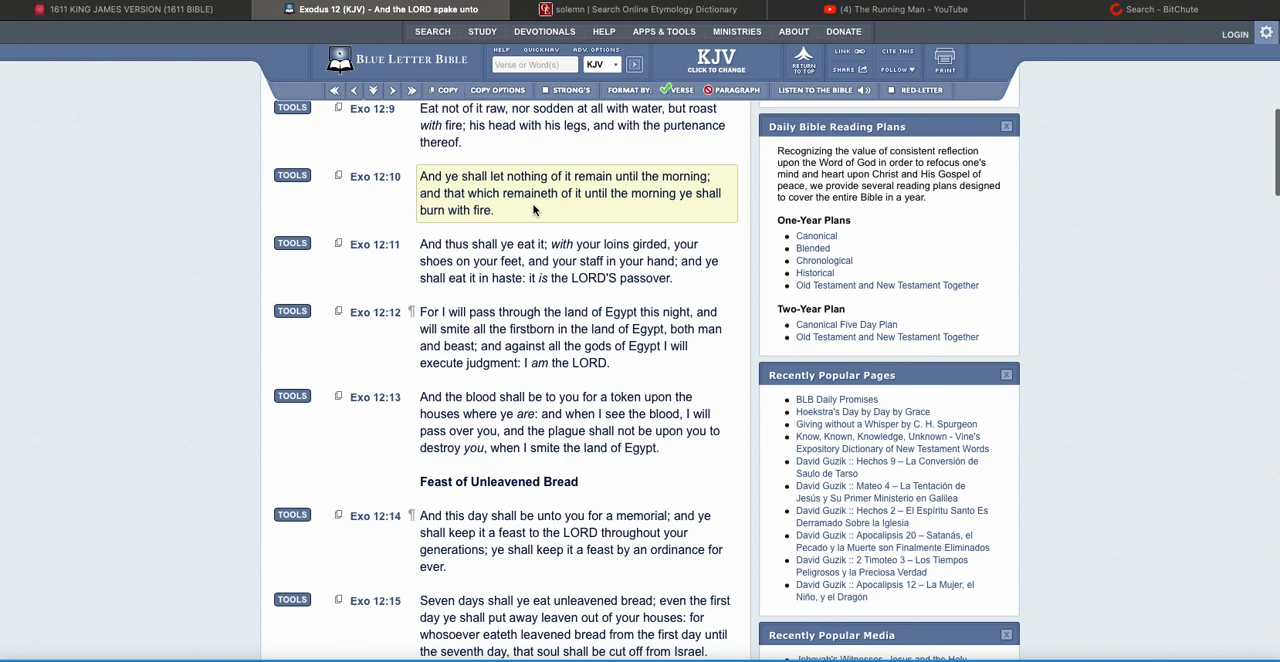 1611 KING JAMES VERSION (1611 BIBLE)
Exodus 12 (KJV) - And the LORD spake unto
solemn | Search Online Etymology Dictionary
(4) The Running Man - YouTube
Search - BitChute
SEARCH STUDY DEVOTIONALS HELP APPS & TOOLS MINISTRIES ABOUT DONATE
LOGIN
BLUE LETTER BIBLE
HELP QUICKNAV ADV. OPTIONS
Verse or Word(s) KJV
KJV
CLICK TO CHANGE
RETURN TO TOP
LINK CITE THIS
SHARE FOLLOW
PRINT
COPY COPY OPTIONS STRONG'S FORMAT BY: VERSE PARAGRAPH LISTEN TO THE BIBLE RED-LETTER
TOOLS Exo 12:9 Eat not of it raw, nor sodden at all with water, but roast
with fire; his head with his legs, and with the purtenance
thereof.
TOOLS Exo 12:10 And ye shall let nothing of it remain until the morning;
and that which remaineth of it until the morning ye shall
burn with fire.
TOOLS Exo 12:11 And thus shall ye eat it; with your loins girded, your
shoes on your feet, and your staff in your hand; and ye
shall eat it in haste: it is the LORD'S passover.
TOOLS Exo 12:12 ¶ For I will pass through the land of Egypt this night, and
will smite all the firstborn in the land of Egypt, both man
and beast; and against all the gods of Egypt I will
execute judgment: I am the LORD.
TOOLS Exo 12:13 And the blood shall be to you for a token upon the
houses where ye are: and when I see the blood, I will
pass over you, and the plague shall not be upon you to
destroy you, when I smite the land of Egypt.
Feast of Unleavened Bread
TOOLS Exo 12:14 ¶ And this day shall be unto you for a memorial; and ye
shall keep it a feast to the LORD throughout your
generations; ye shall keep it a feast by an ordinance for
ever.
TOOLS Exo 12:15 Seven days shall ye eat unleavened bread; even the first
day ye shall put away leaven out of your houses: for
whosoever eateth leavened bread from the first day until
the seventh day, that soul shall be cut off from Israel.
Daily Bible Reading Plans
Recognizing the value of consistent reflection
upon the Word of God in order to refocus one's
mind and heart upon Christ and His Gospel of
peace, we provide several reading plans designed
to cover the entire Bible in a year.
One-Year Plans
Canonical
Blended
Chronological
Historical
Old Testament and New Testament Together
Two-Year Plan
Canonical Five Day Plan
Old Testament and New Testament Together
Recently Popular Pages
BLB Daily Promises
Hoekstra's Day by Day by Grace
Giving without a Whisper by C. H. Spurgeon
Know, Known, Knowledge, Unknown - Vine's
Expository Dictionary of New Testament Words
David Guzik :: Hechos 9 – La Conversión de
Saulo de Tarso
David Guzik :: Mateo 4 – La Tentación de
Jesús y Su Primer Ministerio en Galilea
David Guzik :: Hechos 2 – El Espíritu Santo Es
Derramado Sobre la Iglesia
David Guzik :: Apocalipsis 20 – Satanás, el
Pecado y la Muerte son Finalmente Eliminados
David Guzik :: 2 Timoteo 3 – Los Tiempos
Peligrosos y la Preciosa Verdad
David Guzik :: Apocalipsis 12 – La Mujer, el
Niño, y el Dragón
Recently Popular Media
Jehovah's Witnesses - Jesus and the Holy